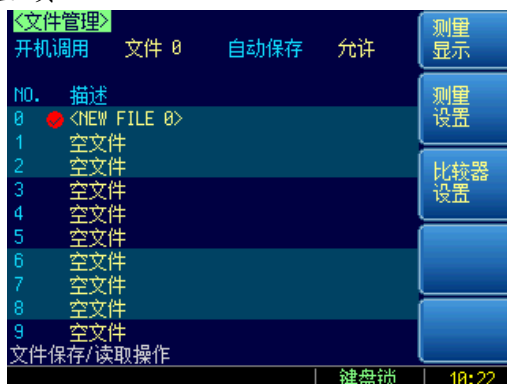 <文件管理>
开机调用 文件 0 自动保存 允许
NO. 描述
0 <NEW FILE 0>
1 空文件
2 空文件
3 空文件
4 空文件
5 空文件
6 空文件
7 空文件
8 空文件
9 空文件
文件保存/读取操作
键盘锁 10:22
测量
显示
测量
设置
比较器
设置